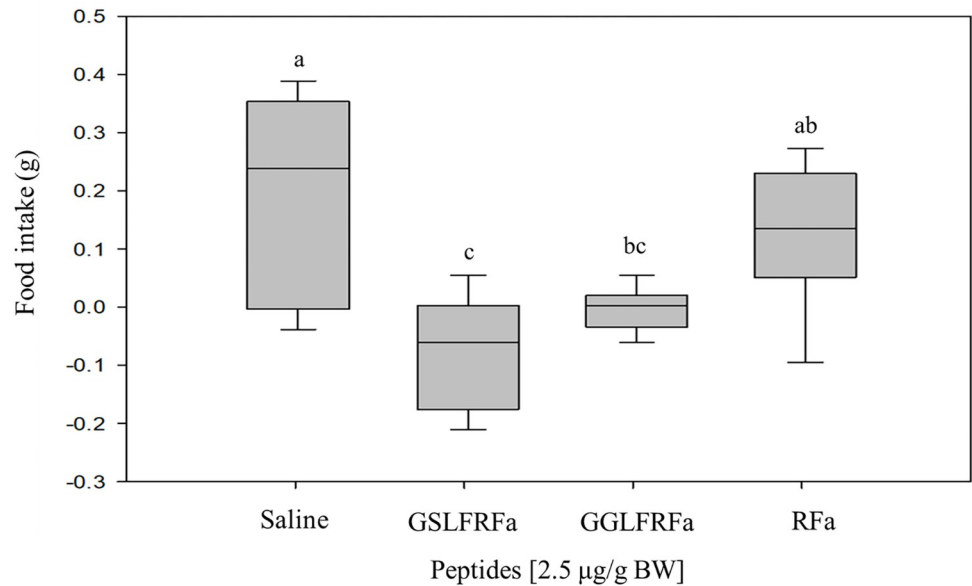 0.5
a
0.4
0.3
ab
0.2
Food intake (g)
0.1
c
bc
0.0
-0.1
-0.2
-0.3
Saline GSLFRFa GGLFRFa RFa
Peptides [2.5 µg/g BW]